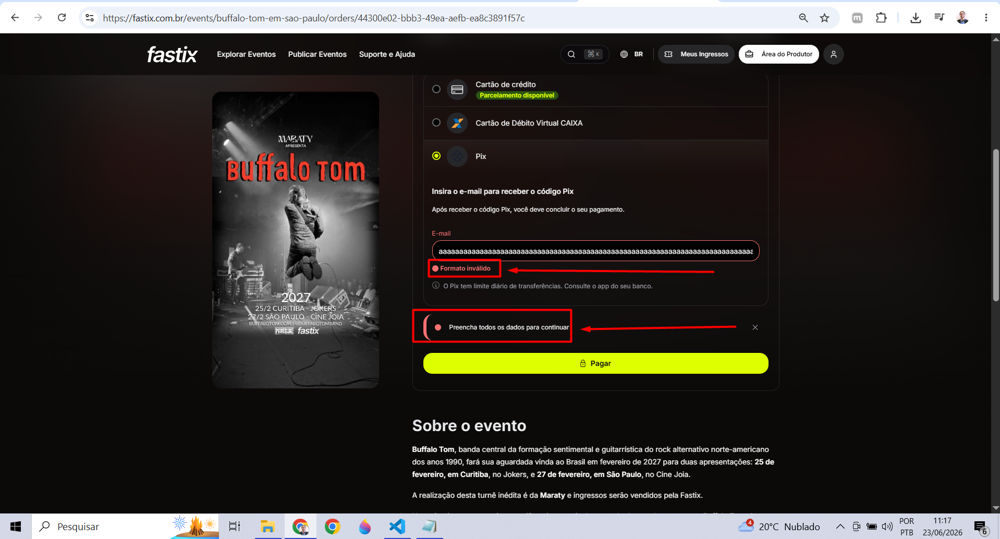 https://fastix.com.br/events/buffalo-tom-em-sao-paulo/orders/44300e02-bbb3-49ea-aefb-ea8c3891f57c
fastix
Explorar Eventos
Publicar Eventos
Suporte e Ajuda
⌘ K
BR
Meus Ingressos
Área do Produtor
Cartão de crédito
Parcelamento disponível
Cartão de Débito Virtual CAIXA
Pix
Insira o e-mail para receber o código Pix
Após receber o código Pix, você deve concluir o seu pagamento.
E-mail
Formato inválido
O Pix tem limite diário de transferências. Consulte o app do seu banco.
Preencha todos os dados para continuar
Pagar
MARATY
APRESENTA
Buffalo Tom
2027
25/2 CURITIBA - JOKERS
27/2 SÃO PAULO - CINE JOIA
BUFFALOTOM.COM / @BUFFALOTOMBAND
fastix
Sobre o evento
Buffalo Tom, banda central da formação sentimental e guitarrística do rock alternativo norte-americano
dos anos 1990, fará sua aguardada vinda ao Brasil em fevereiro de 2027 para duas apresentações: 25 de
fevereiro, em Curitiba, no Jokers, e 27 de fevereiro, em São Paulo, no Cine Joia.
A realização desta turnê inédita é da Maraty e ingressos serão vendidos pela Fastix.
Pesquisar
4
20°C Nublado
POR
PTB
11:17
23/06/2026
6